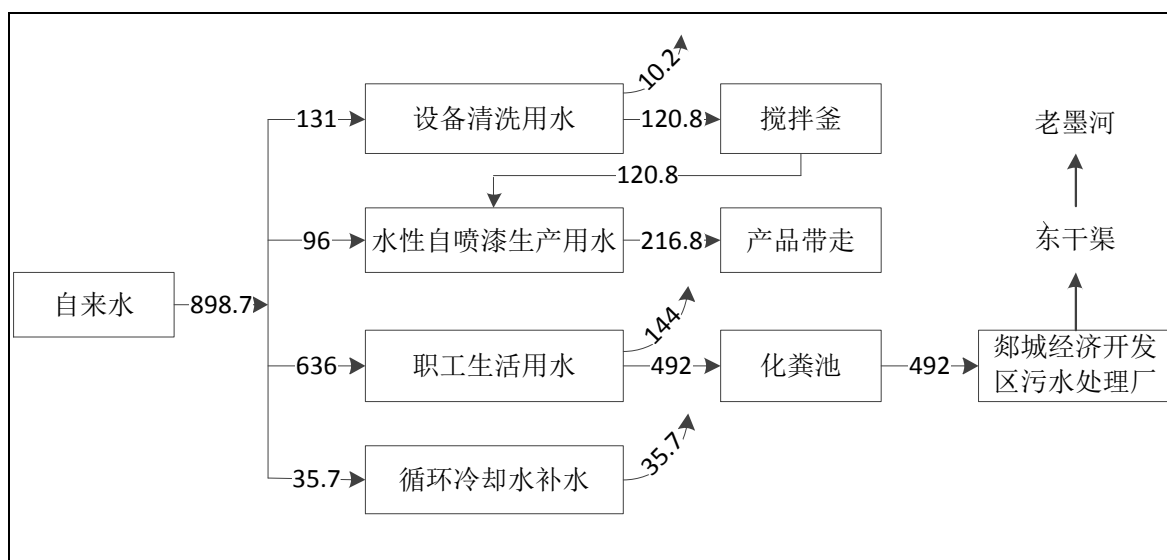 10.2
131
设备清洗用水
120.8
搅拌釜
老墨河
120.8
96
水性自喷漆生产用水
216.8
产品带走
东干渠
自来水
898.7
144
636
职工生活用水
492
化粪池
492
郯城经济开发
区污水处理厂
35.7
循环冷却水补水
35.7